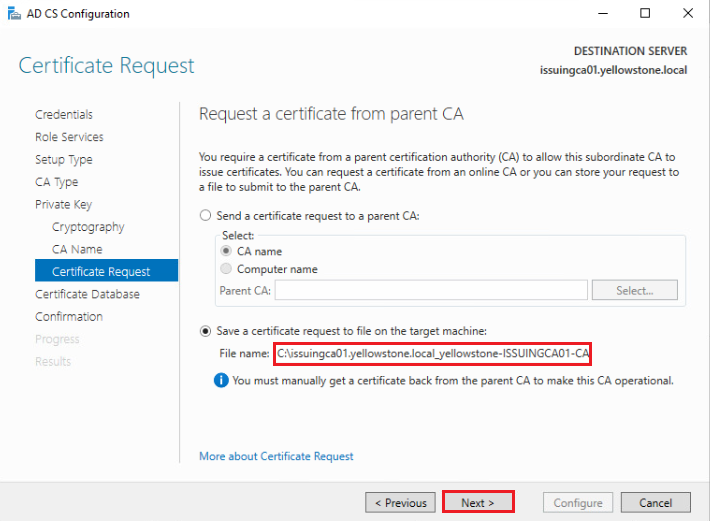 AD CS Configuration
Certificate Request
DESTINATION SERVER
issuingca01.yellowstone.local
Credentials
Role Services
Setup Type
CA Type
Private Key
Cryptography
CA Name
Certificate Request
Certificate Database
Confirmation
Progress
Results
Request a certificate from parent CA
You require a certificate from a parent certification authority (CA) to allow this subordinate CA to
issue certificates. You can request a certificate from an online CA or you can store your request to
a file to submit to the parent CA.
Send a certificate request to a parent CA:
Select:
CA name
Computer name
Parent CA:
Select...
Save a certificate request to file on the target machine:
File name: C:\issuingca01.yellowstone.local_yellowstone-ISSUINGCA01-CA
You must manually get a certificate back from the parent CA to make this CA operational.
More about Certificate Request
< Previous
Next >
Configure
Cancel